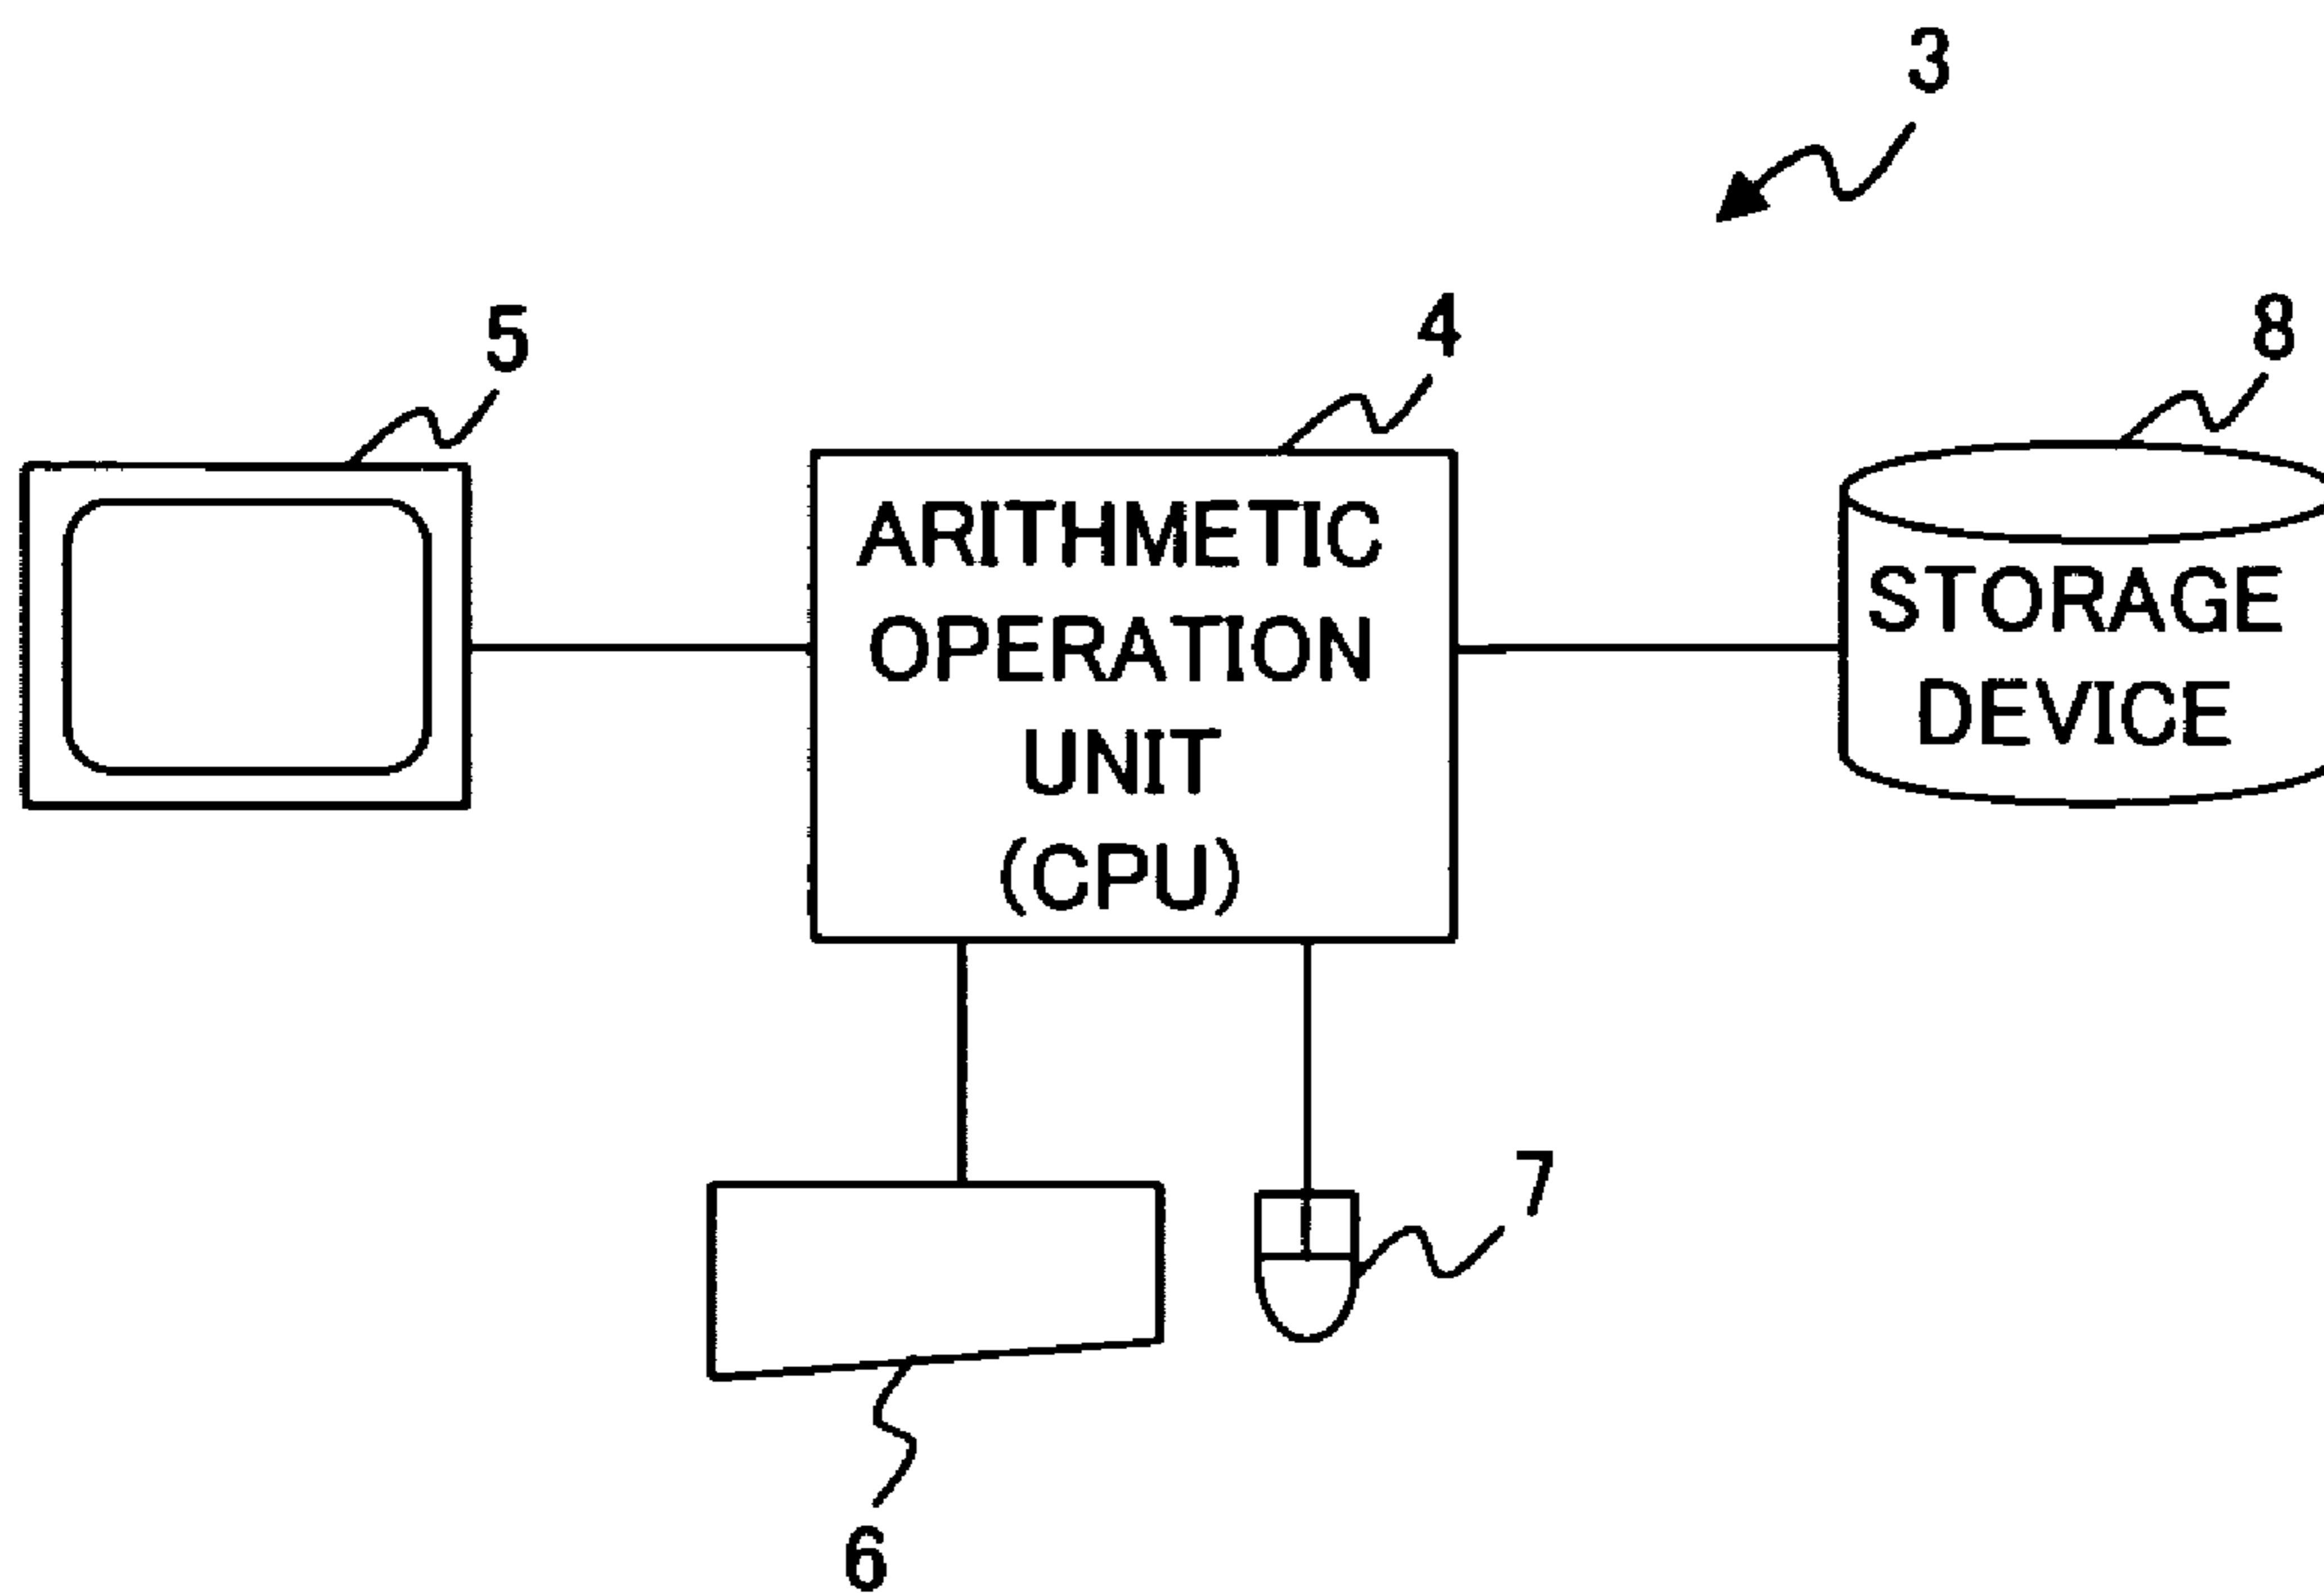 3
5
4
8
ARITHMETIC
OPERATION
UNIT
(CPU)
STORAGE
DEVICE
7
6